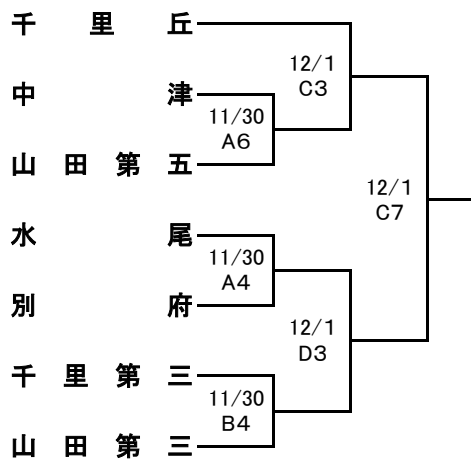 千里丘
12/1
C3
中津
11/30
A6
山田第五
12/1
C7
水尾
11/30
A4
別府
12/1
D3
千里第三
11/30
B4
山田第三